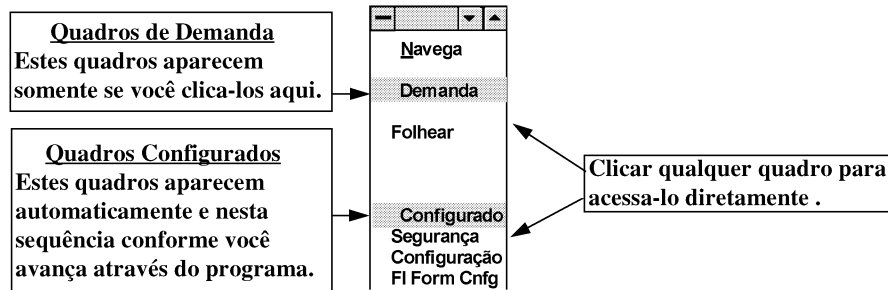 Quadros de Demanda
Estes quadros aparecem
somente se você clica-los aqui.
Quadros Configurados
Estes quadros aparecem
automaticamente e nesta
sequência conforme você
avança através do programa.
Navega
Demanda
Folhear
Configurado
Segurança
Configuração
FI Form Cnfg
Clicar qualquer quadro para
acessa-lo diretamente .